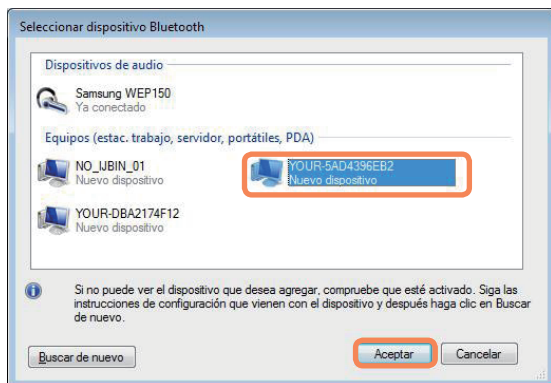 Seleccionar dispositivo Bluetooth
Dispositivos de audio
Samsung WEP150
Ya conectado
Equipos (estac. trabajo, servidor, portátiles, PDA)
NO_IJBIN_01
Nuevo dispositivo
YOUR-5AD4396EB2
Nuevo dispositivo
YOUR-DBA2174F12
Nuevo dispositivo
Si no puede ver el dispositivo que desea agregar, compruebe que esté activado. Siga las
instrucciones de configuración que vienen con el dispositivo y después haga clic en Buscar
de nuevo.
Buscar de nuevo
Aceptar
Cancelar